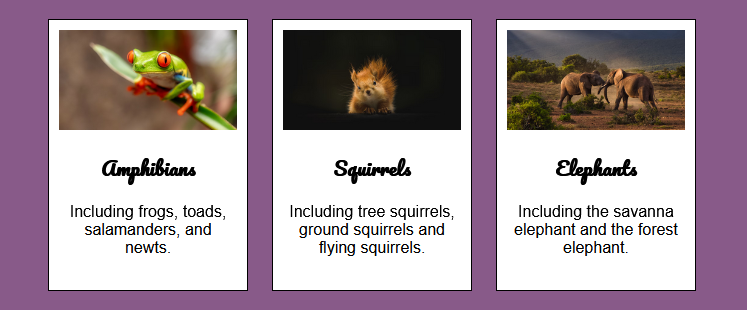 Amphibians
Including frogs, toads,
salamanders, and
newts.
Squirrels
Including tree squirrels,
ground squirrels and
flying squirrels.
Elephants
Including the savanna
elephant and the forest
elephant.